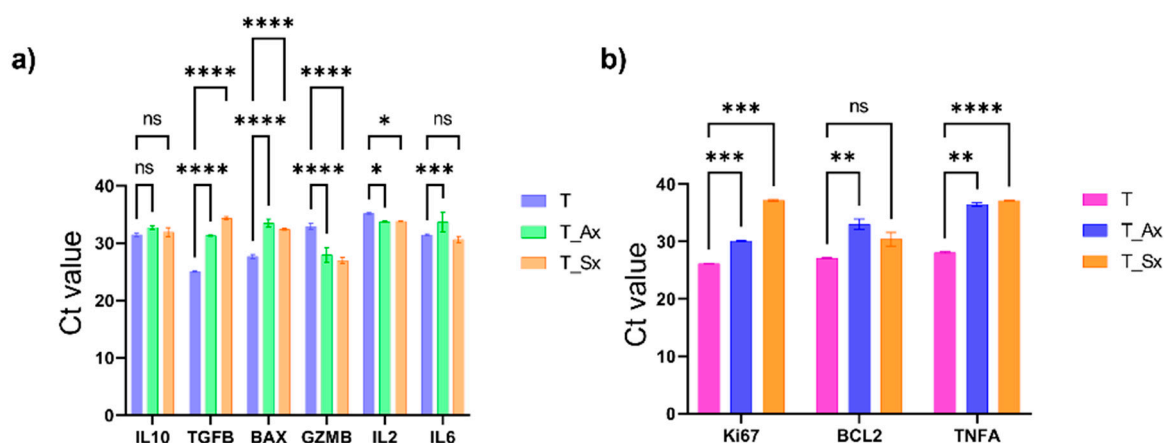 a)
****
**** ****
ns **** * ns
ns **** **** * ***
Ct value
40
30
20
10
0
IL10 TGFB BAX GZMB IL2 IL6
T
T_Ax
T_Sx
b)
*** ns ****
*** ** **
Ct value
40
30
20
10
0
Ki67 BCL2 TNFA
T
T_Ax
T_Sx